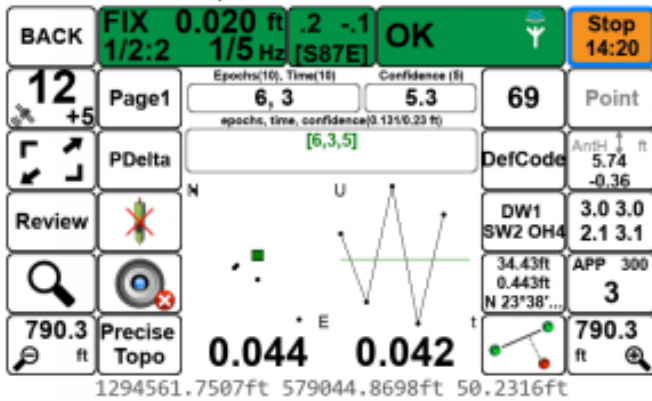 BACK
FIX 0.020 ft
1/2:2 1/5 Hz
.2 -.1
[S87E]
OK
Stop
14:20
12
+5
Page1
Epochs(10), Time(10)
6, 3
Confidence (5)
5.3
69
Point
epochs, time, confidence(0.131/0.23 ft)
[6,3,5]
PDelta
DefCode
AntH ft
5.74
-0.36
Review
N
U
DW1
SW2 OH4
3.0 3.0
2.1 3.1
34.43ft
0.443ft
N 23°38'...
APP 300
3
790.3
ft
Precise
Topo
E
t
0.044
0.042
790.3
ft
1294561.7507ft 579044.8698ft 50.2316ft